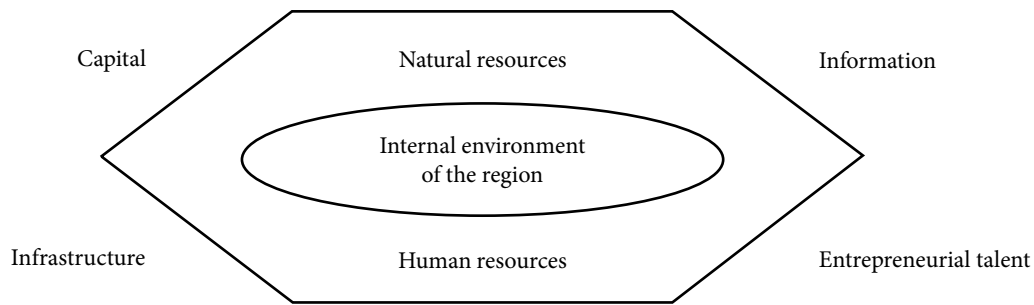 Capital
Natural resources
Information
Internal environment
of the region
Infrastructure
Human resources
Entrepreneurial talent